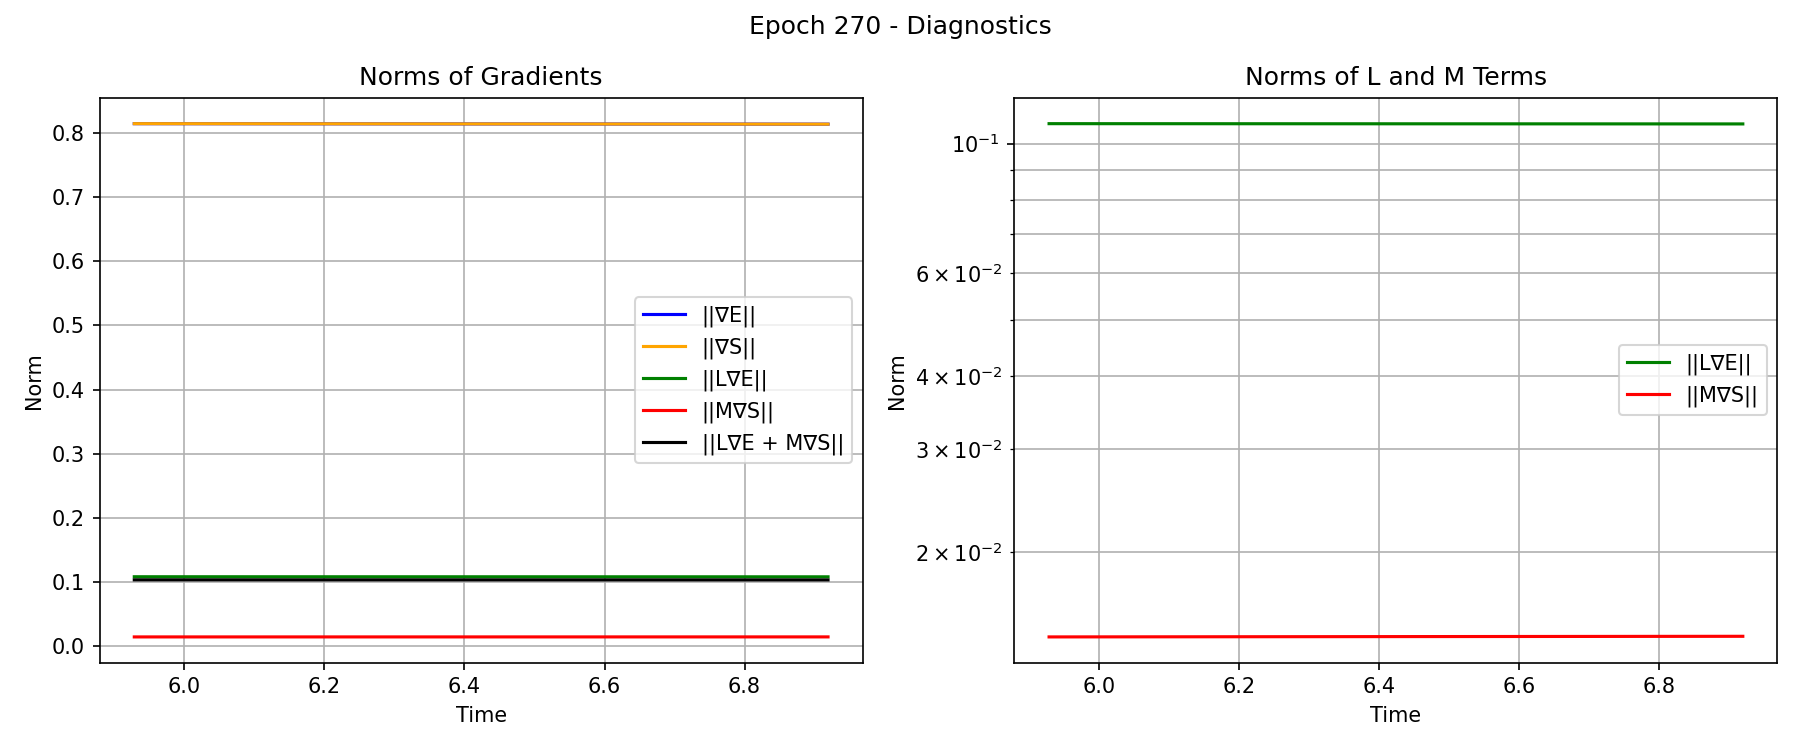 Epoch 270 - Diagnostics
Norms of Gradients
Norm
0.8
0.7
0.6
0.5
0.4
0.3
0.2
0.1
0.0
||∇E||
||∇S||
||L∇E||
||M∇S||
||L∇E + M∇S||
6.0 6.2 6.4 6.6 6.8
Time
Norms of L and M Terms
Norm
10⁻¹
6 × 10⁻²
4 × 10⁻²
3 × 10⁻²
2 × 10⁻²
||L∇E||
||M∇S||
6.0 6.2 6.4 6.6 6.8
Time